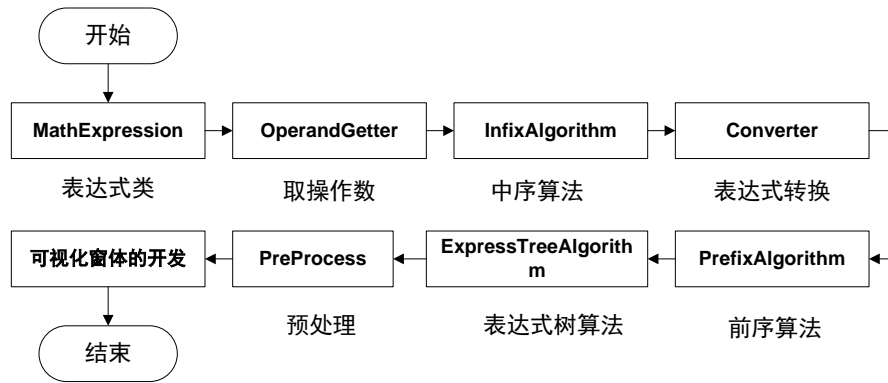 开始
MathExpression
OperandGetter
InfixAlgorithm
Converter
表达式类
取操作数
中序算法
表达式转换
可视化窗体的开发
PreProcess
ExpressTreeAlgorith
m
PrefixAlgorithm
预处理
表达式树算法
前序算法
结束